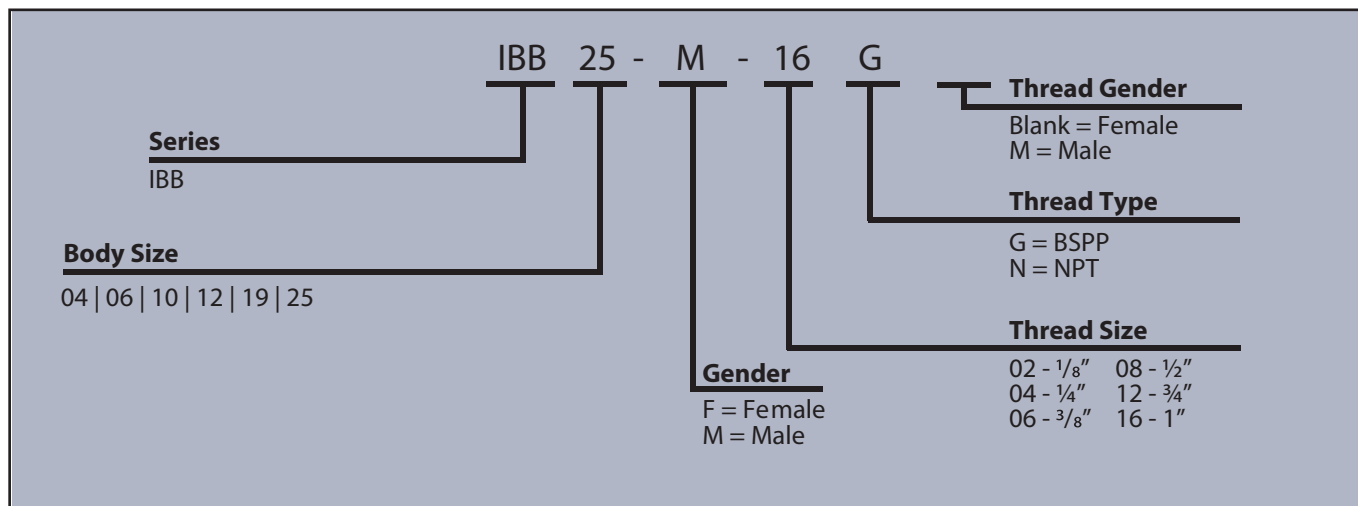 IBB 25 - M - 16 G
Series
IBB
Body Size
04 | 06 | 10 | 12 | 19 | 25
Gender
F = Female
M = Male
Thread Gender
Blank = Female
M = Male
Thread Type
G = BSPP
N = NPT
Thread Size
02 - ¹/₈" 08 - ½"
04 - ¼" 12 - ¾"
06 - ³/₈" 16 - 1"